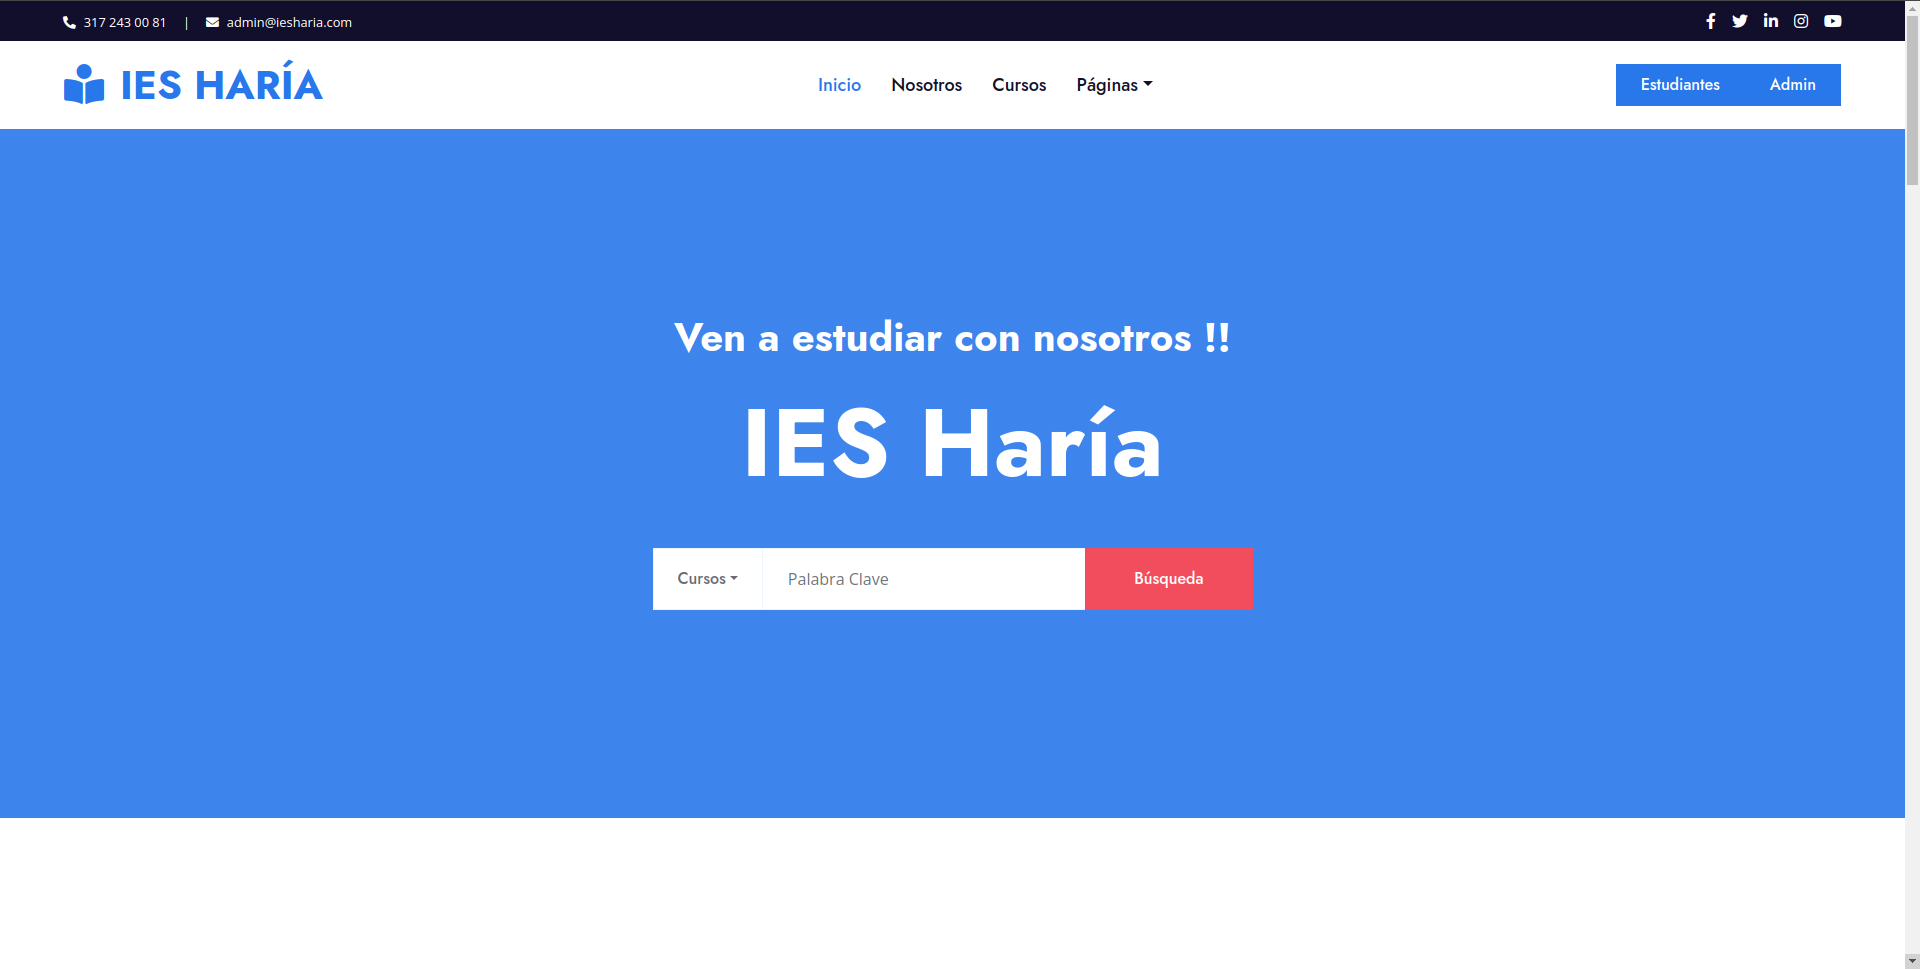 317 243 00 81 | admin@iesharia.com
IES HARÍA
Inicio Nosotros Cursos Páginas
Estudiantes Admin
Ven a estudiar con nosotros !!
IES Haría
Cursos Palabra Clave Búsqueda